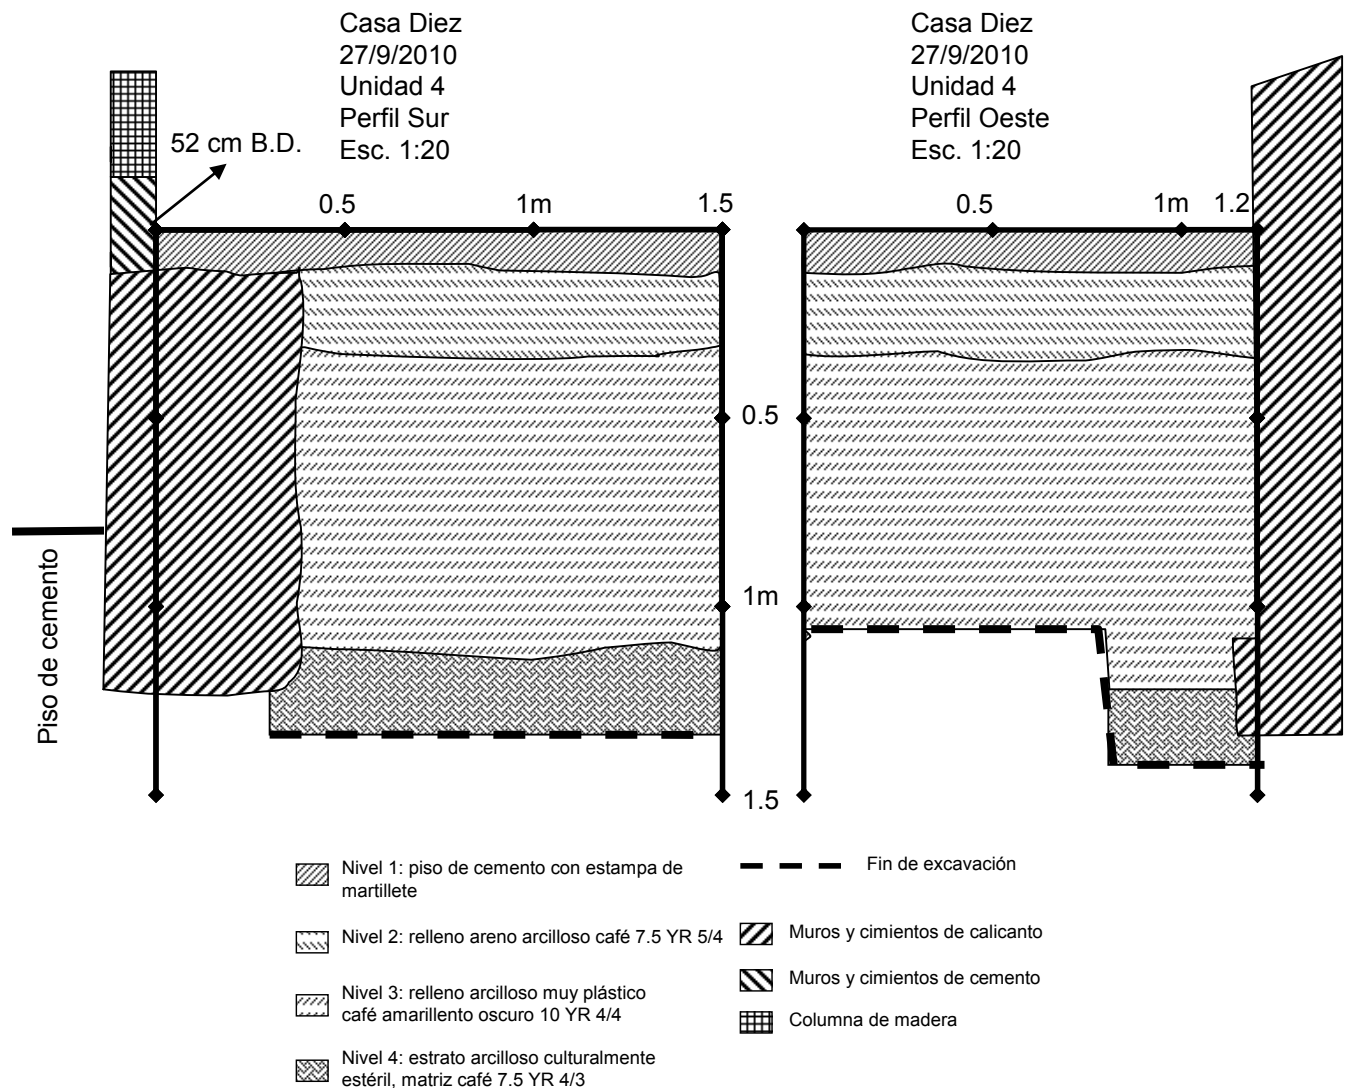 Casa Diez
27/9/2010
Unidad 4
Perfil Sur
Esc. 1:20
Casa Diez
27/9/2010
Unidad 4
Perfil Oeste
Esc. 1:20
52 cm B.D.
0.5
1m
1.5
0.5
1m
1.2
0.5
1m
1.5
Piso de cemento
Nivel 1: piso de cemento con estampa de
martillete
Nivel 2: relleno areno arcilloso café 7.5 YR 5/4
Nivel 3: relleno arcilloso muy plástico
café amarillento oscuro 10 YR 4/4
Nivel 4: estrato arcilloso culturalmente
estéril, matriz café 7.5 YR 4/3
Fin de excavación
Muros y cimientos de calicanto
Muros y cimientos de cemento
Columna de madera